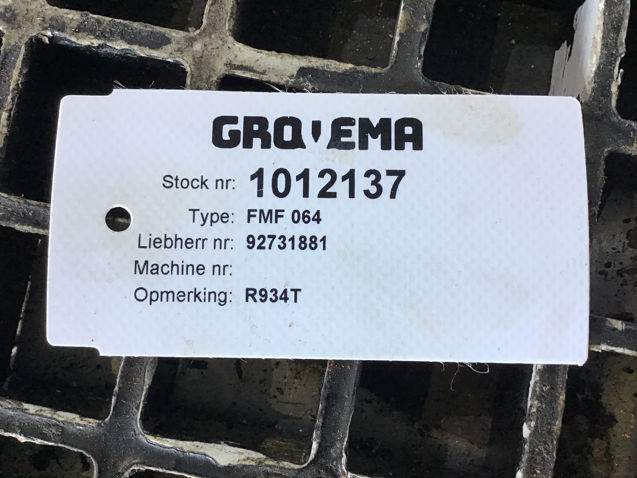 GROVEMA
Stock nr: 1012137
Type: FMF 064
Liebherr nr: 92731881
Machine nr:
Opmerking: R934T